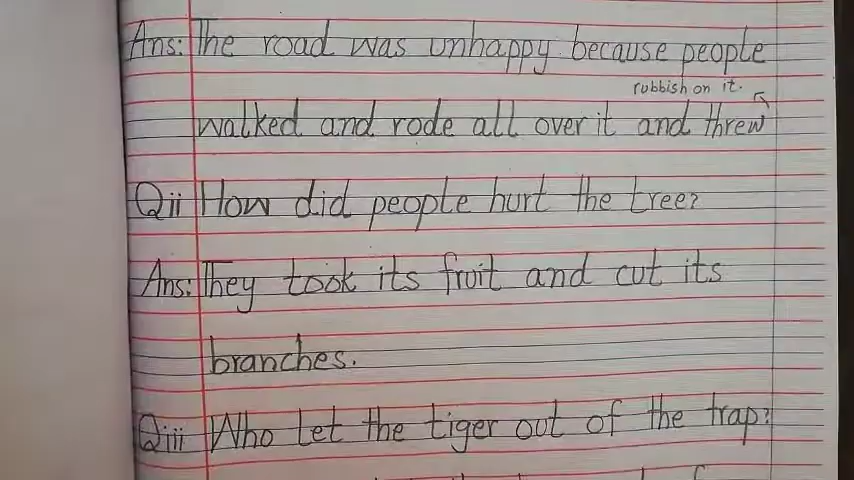 Ans: The road was unhappy because people
rubbish on it.
walked and rode all over it and threw
Qii How did people hurt the tree?
Ans: They took its fruit and cut its
branches.
Qiii Who let the tiger out of the trap?